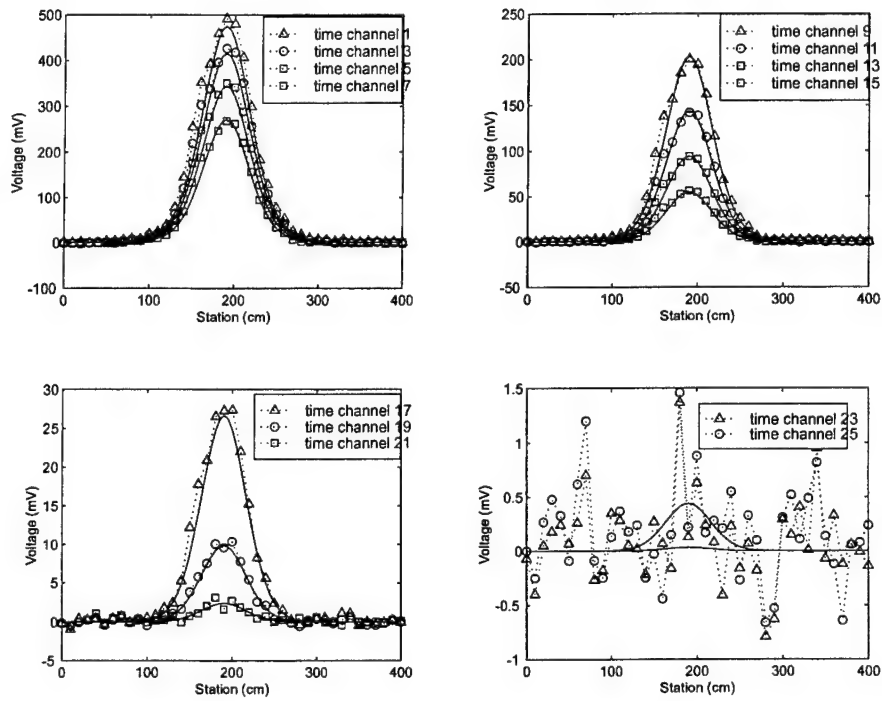 500
400
300
200
100
0
-100
Voltage (mV)
0
100
200
300
400
Station (cm)
time channel 1
time channel 3
time channel 5
time channel 7
200
150
100
50
0
-50
Voltage (mV)
0
100
200
300
400
Station (cm)
time channel 9
time channel 11
time channel 13
time channel 15
30
25
20
15
10
5
0
-5
Voltage (mV)
0
100
200
300
400
Station (cm)
time channel 17
time channel 19
time channel 21
1.5
1
0.5
0
-0.5
-1
Voltage (mV)
0
200
400
Station (cm)
time channel 23
time channel 25